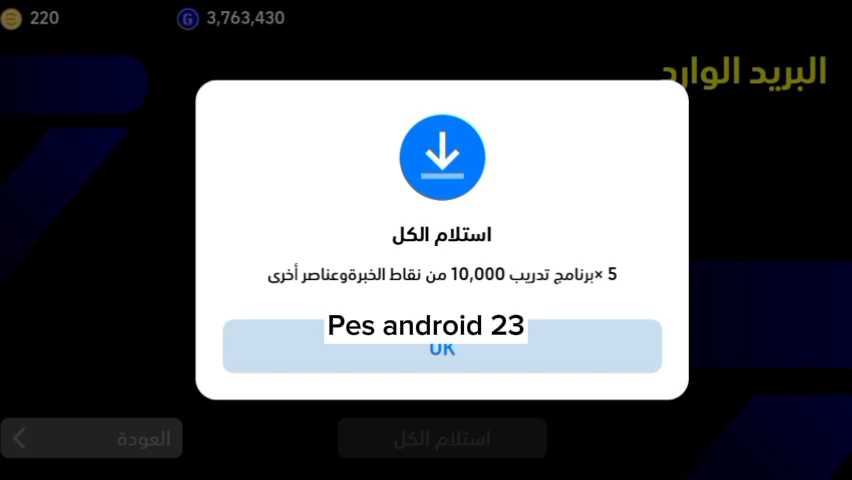 220
3,763,430
البريد الوارد
استلام الكل
5 ×برنامج تدريب 10,000 من نقاط الخبرةوعناصر أخرى
Pes android 23
OK
العودة
استلام الكل